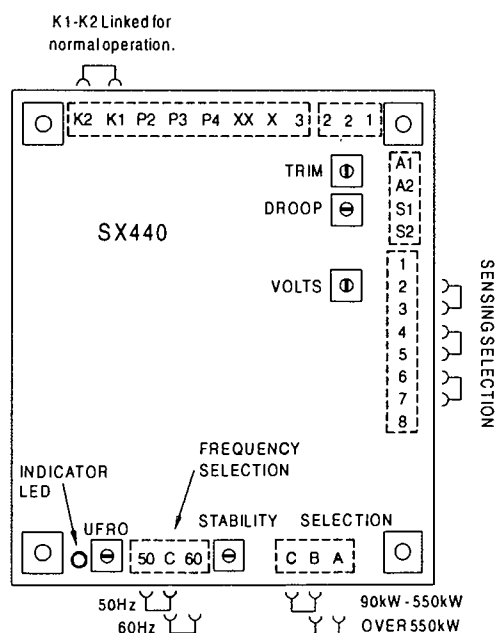 K1-K2 Linked for
normal operation.
K2 K1 P2 P3 P4 XX X 3 2 2 1
TRIM
A1
A2
DROOP
S1
S2
SX440
VOLTS
1
2
3
4
5
6
7
8
SENSING SELECTION
FREQUENCY
SELECTION
INDICATOR
LED
UFRO
STABILITY SELECTION
50 C 60
C B A
50Hz
90kW - 550kW
60Hz
OVER 550kW